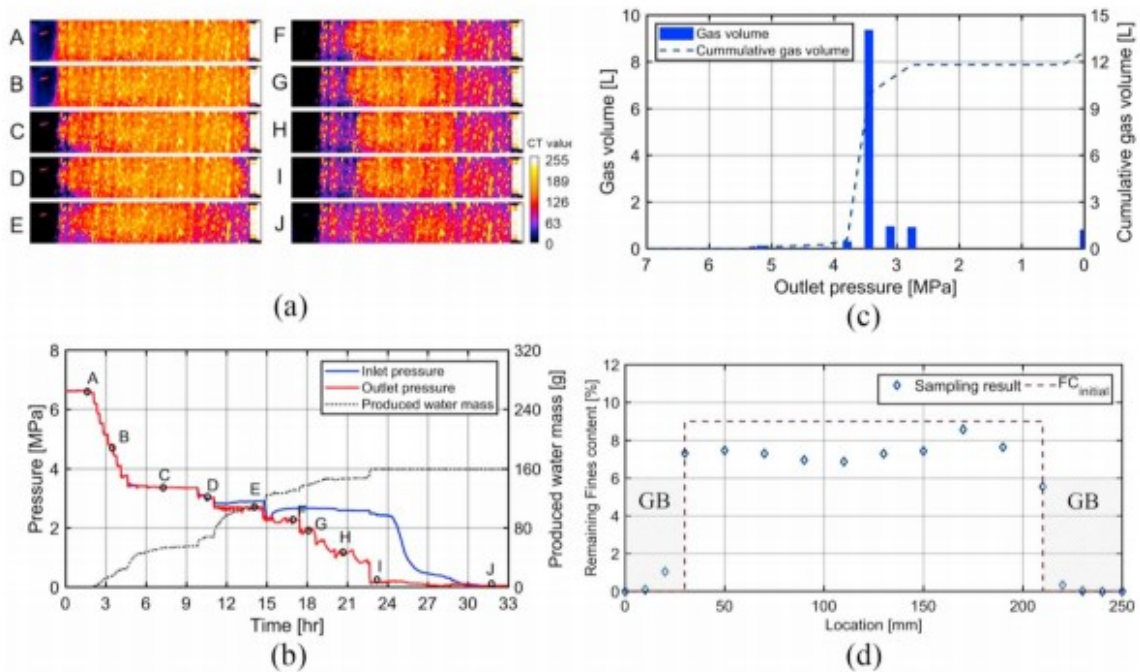 A
B
C
D
E
F
G
H
I
J
CT value
255
189
126
63
0
(a)
10
8
6
4
2
0
Gas volume [L]
Gas volume
Cummulative gas volume
15
12
9
6
3
0
Cumulative gas volume [L]
7 6 5 4 3 2 1 0
Outlet pressure [MPa]
(c)
8
6
4
2
0
Pressure [MPa]
A
B
C
D
E
F
G
H
I
J
Inlet pressure
Outlet pressure
Produced water mass
320
240
160
80
0
Produced water mass [g]
0 3 6 9 12 15 18 21 24 27 30 33
Time [hr]
(b)
12
10
8
6
4
2
0
Remaining Fines content [%]
Sampling result
FCinitial
GB
GB
0 50 100 150 200 250
Location [mm]
(d)